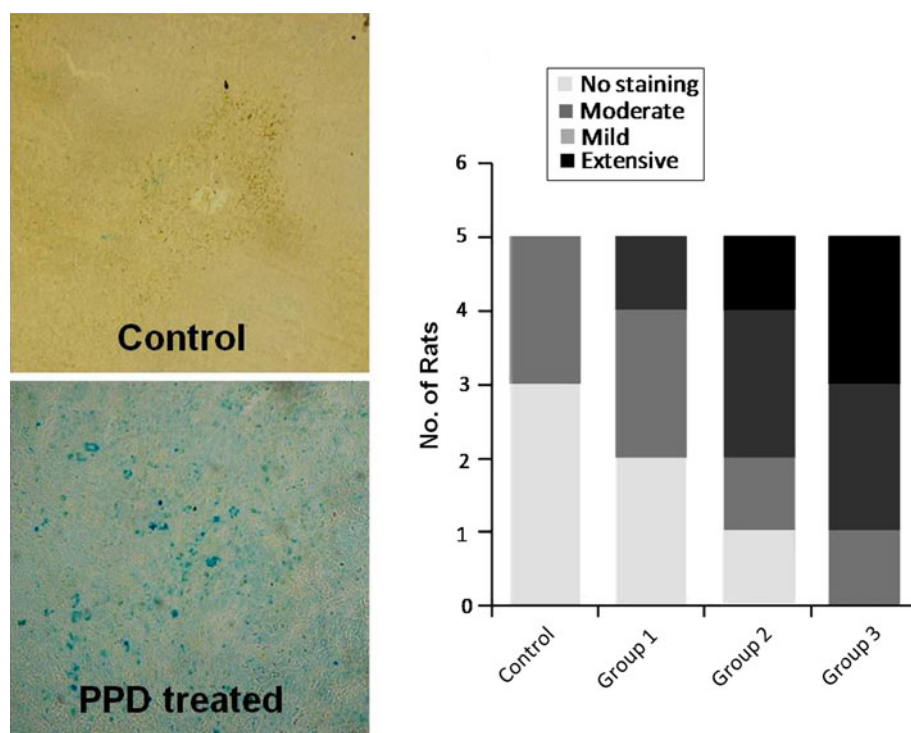 Control
PPD treated
No staining
Moderate
Mild
Extensive
No. of Rats
6
5
4
3
2
1
0
Control
Group 1
Group 2
Group 3